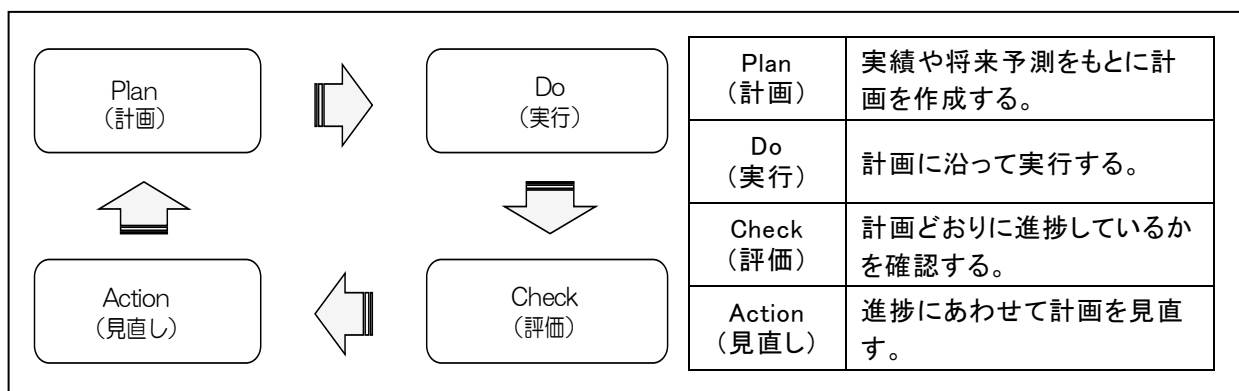 Plan
（計画）
Do
（実行）
Action
（見直し）
Check
（評価）
Plan
（計画）
実績や将来予測をもとに計
画を作成する。
Do
（実行）
計画に沿って実行する。
Check
（評価）
計画どおりに進捗しているか
を確認する。
Action
（見直し）
進捗にあわせて計画を見直
す。